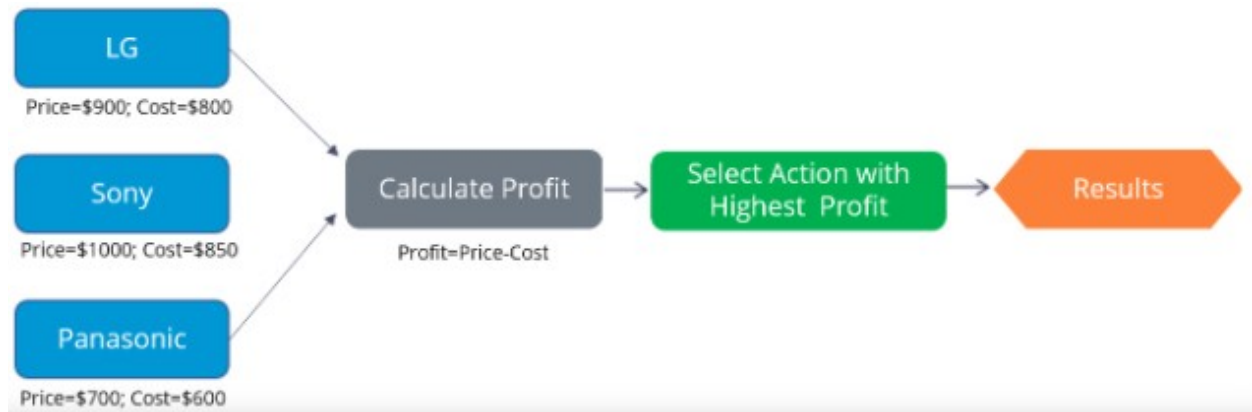 LG
Price=$900; Cost=$800
Sony
Price=$1000; Cost=$850
Panasonic
Price=$700; Cost=$600
Calculate Profit
Profit=Price-Cost
Select Action with
Highest Profit
Results